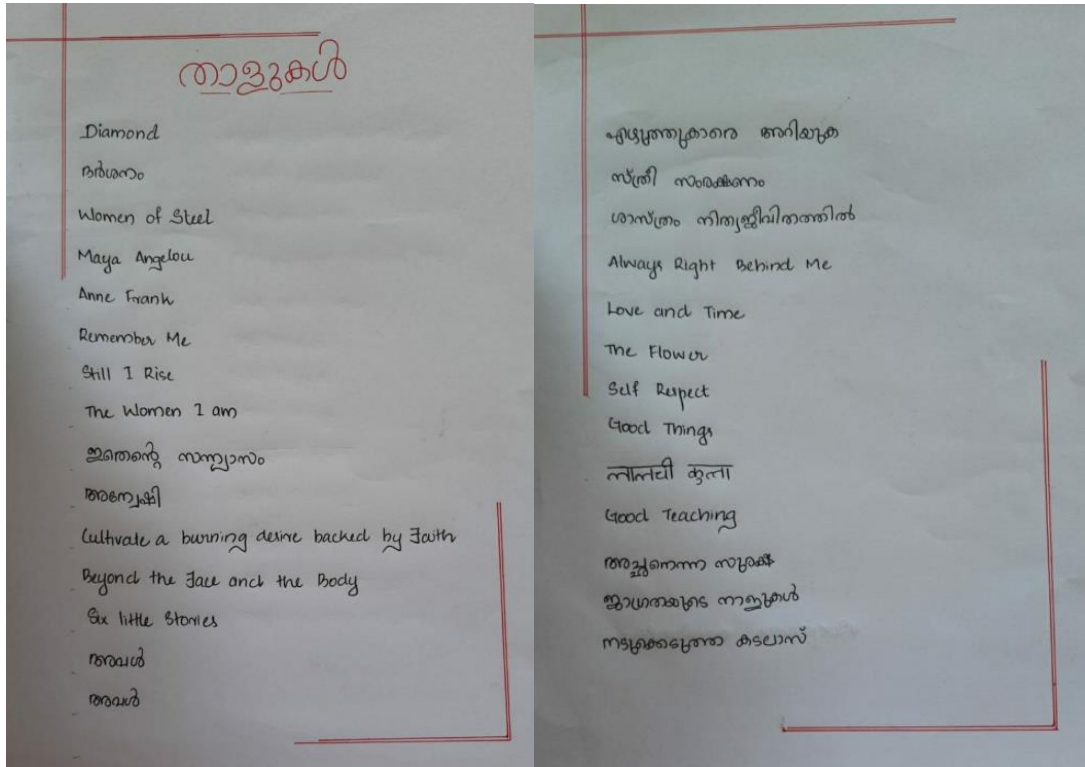 താളുകൾ
Diamond
ദർശനം
Women of Steel
Maya Angelou
Anne Frank
Remember Me
Still I Rise
The Women I am
ഇതെന്റെ സന്ന്യാസം
അന്വേഷി
Cultivate a burning desire backed by Faith
Beyond the Face and the Body
Six little Stories
അവൾ
അവൾ
എഴുത്തുകാരെ അറിയുക
സ്ത്രീ സംരക്ഷണം
ശാസ്ത്രം നിത്യജീവിതത്തിൽ
Always Right Behind Me
Love and Time
The Flower
Self Respect
Good Things
लालची कुत्ता
Good Teaching
അച്ഛനെന്ന സുരക്ഷ
ജാഗ്രതയുടെ നാളുകൾ
കടലാസ്